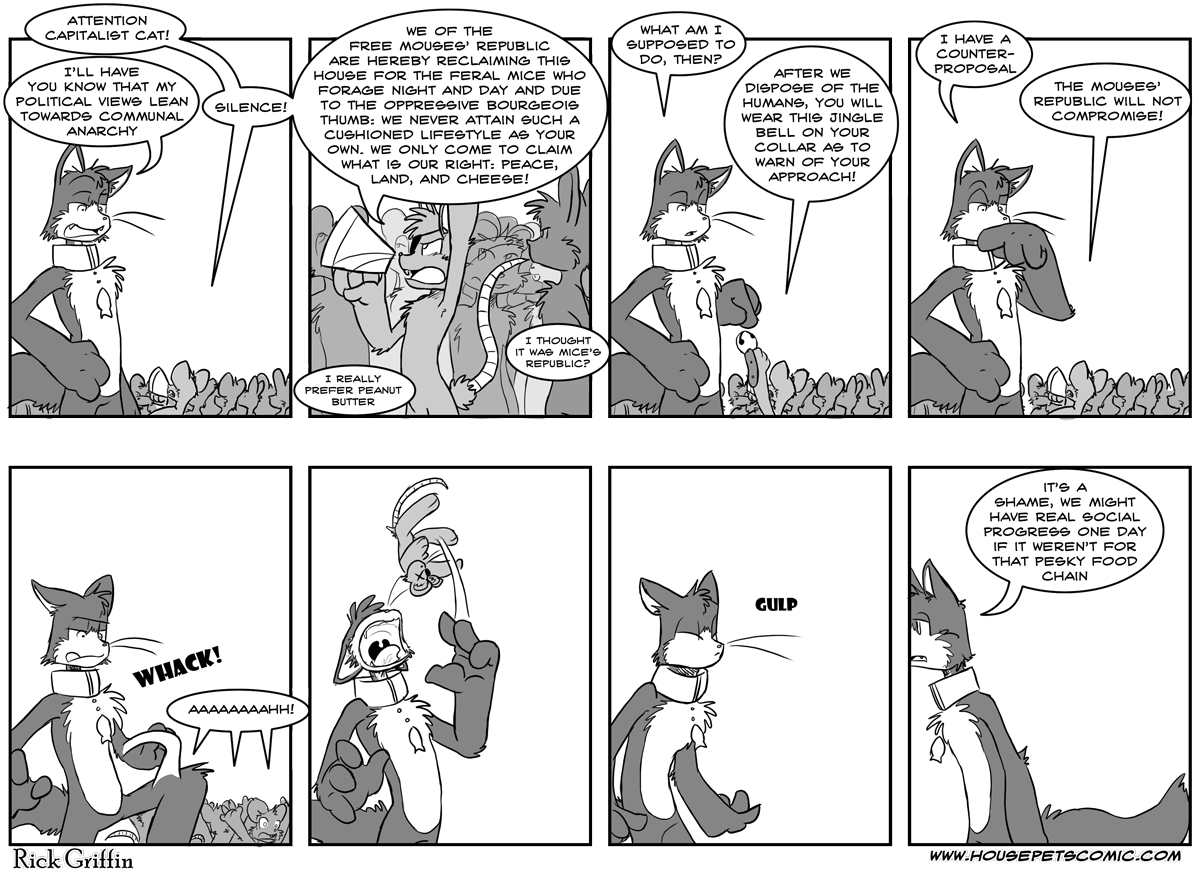 ATTENTION
CAPITALIST CAT!
I'LL HAVE
YOU KNOW THAT MY
POLITICAL VIEWS LEAN
TOWARDS COMMUNAL
ANARCHY
SILENCE!
WE OF THE
FREE MOUSES' REPUBLIC
ARE HEREBY RECLAIMING THIS
HOUSE FOR THE FERAL MICE WHO
FORAGE NIGHT AND DAY AND DUE
TO THE OPPRESSIVE BOURGEOIS
THUMB: WE NEVER ATTAIN SUCH A
CUSHIONED LIFESTYLE AS YOUR
OWN. WE ONLY COME TO CLAIM
WHAT IS OUR RIGHT: PEACE,
LAND, AND CHEESE!
I THOUGHT
IT WAS MICE'S
REPUBLIC?
I REALLY
PREFER PEANUT
BUTTER
WHAT AM I
SUPPOSED TO
DO, THEN?
AFTER WE
DISPOSE OF THE
HUMANS, YOU WILL
WEAR THIS JINGLE
BELL ON YOUR
COLLAR AS TO
WARN OF YOUR
APPROACH!
I HAVE A
COUNTER-
PROPOSAL
THE MOUSES'
REPUBLIC WILL NOT
COMPROMISE!
WHACK!
AAAAAAAAHH!
GULP
IT'S A
SHAME, WE MIGHT
HAVE REAL SOCIAL
PROGRESS ONE DAY
IF IT WEREN'T FOR
THAT PESKY FOOD
CHAIN
Rick Griffin
WWW.HOUSEPETSCOMIC.COM